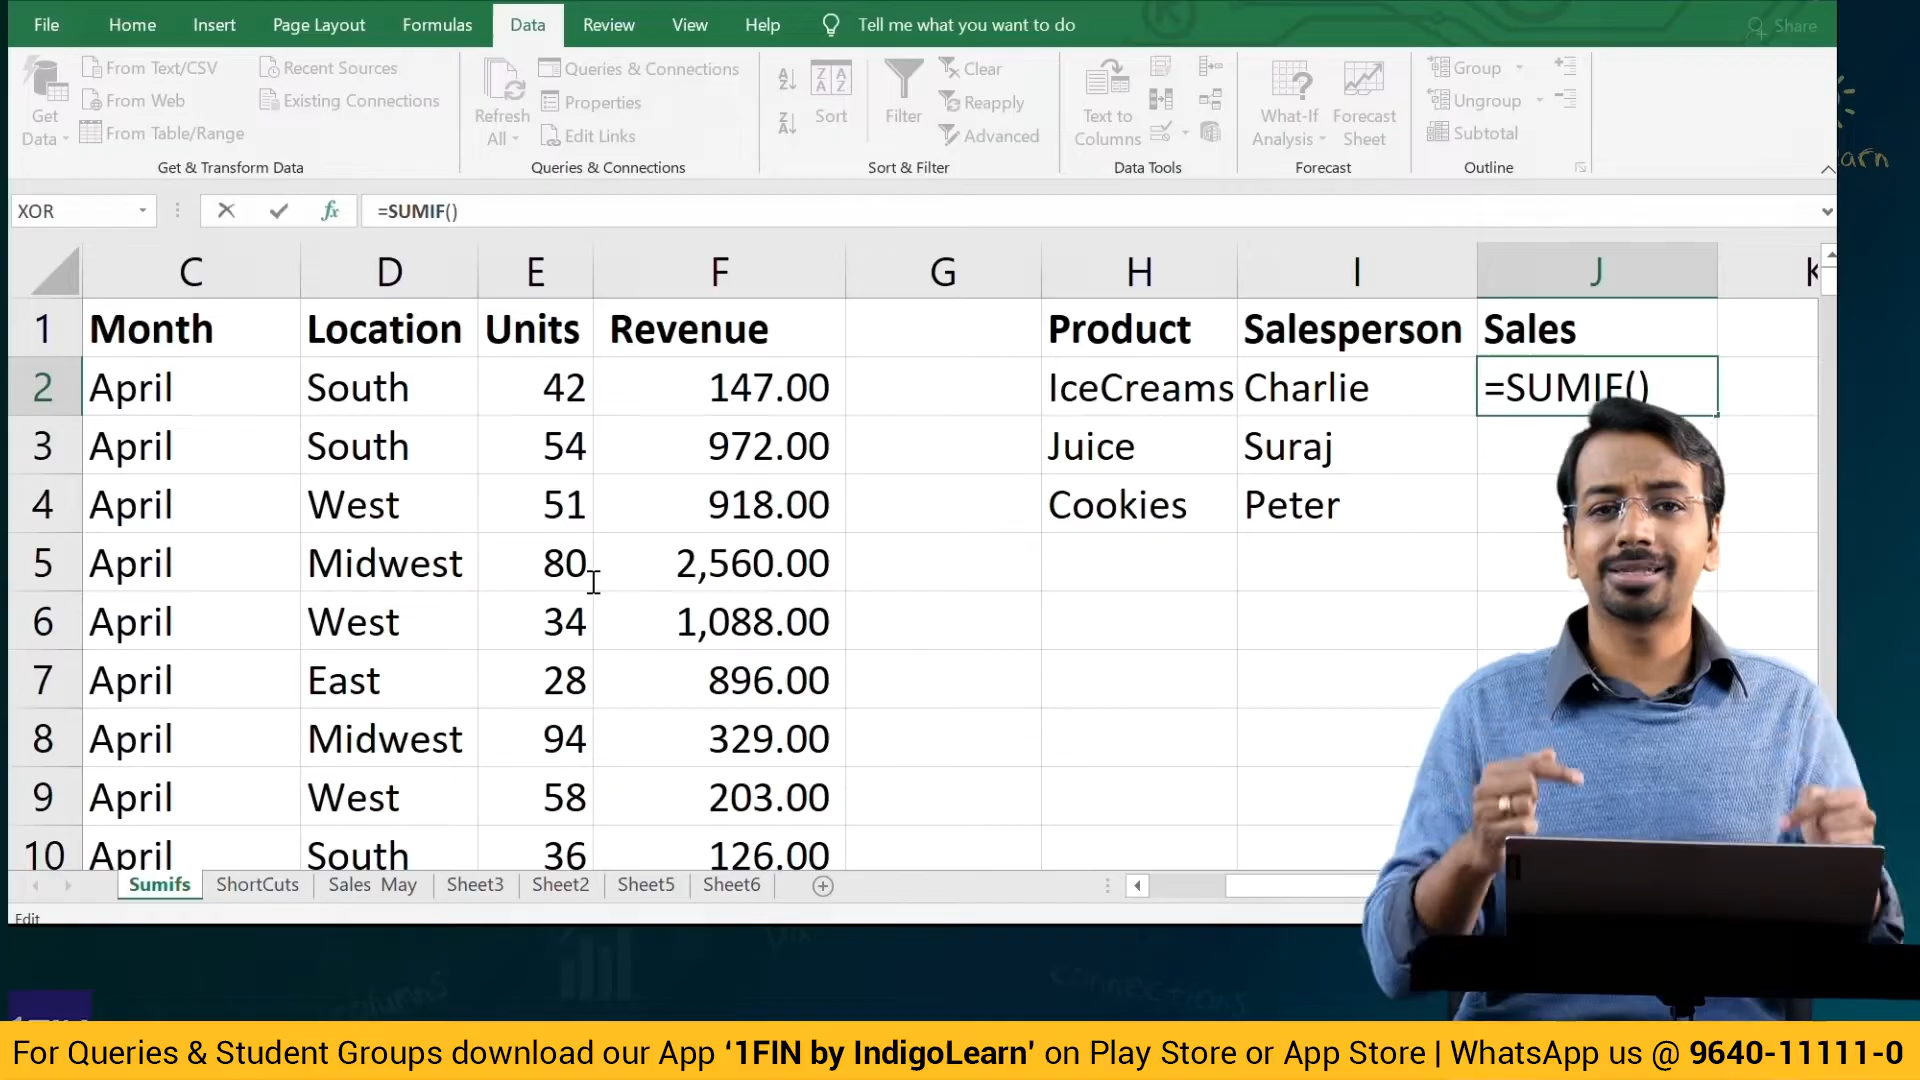 File Home Insert Page Layout Formulas Data Review View Help Tell me what you want to do Share
Get Data
From Text/CSV
From Web
From Table/Range
Recent Sources
Existing Connections
Get & Transform Data
Refresh All
Queries & Connections
Properties
Edit Links
Queries & Connections
Sort
Filter
Clear
Reapply
Advanced
Sort & Filter
Text to Columns
Data Tools
What-If Analysis
Forecast Sheet
Forecast
Group
Ungroup
Subtotal
Outline
arn
XOR fx =SUMIF()
C D E F G H I J K
1 Month Location Units Revenue Product Salesperson Sales
2 April South 42 147.00 IceCreams Charlie =SUMIF()
3 April South 54 972.00 Juice Suraj
4 April West 51 918.00 Cookies Peter
5 April Midwest 80 2,560.00
6 April West 34 1,088.00
7 April East 28 896.00
8 April Midwest 94 329.00
9 April West 58 203.00
10 April South 36 126.00
Sumifs ShortCuts Sales May Sheet3 Sheet2 Sheet5 Sheet6
Edit
For Queries & Student Groups download our App ‘1FIN by IndigoLearn' on Play Store or App Store | WhatsApp us @ 9640-11111-0